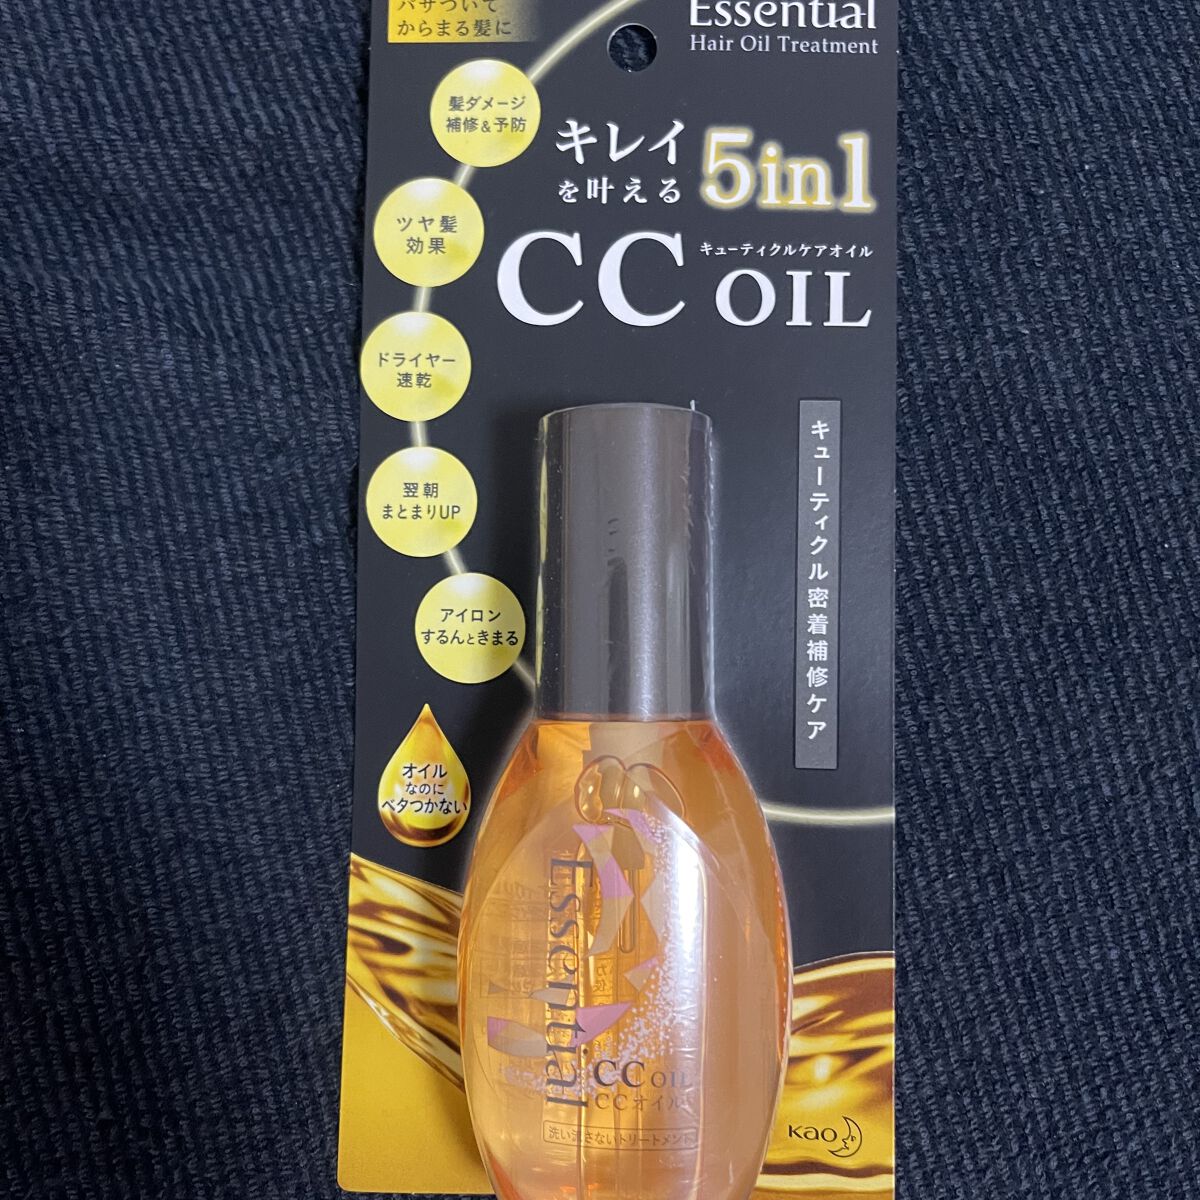 パサついて
からまる髪に
Essential
Hair Oil Treatment
髪ダメージ
補修&予防
キレイ
を叶える
5in1
ツヤ髪
効果
キューティクルケアオイル
CC OIL
ドライヤー
速乾
キューティクル密着補修ケア
翌朝
まとまりUP
アイロン
するんときまる
オイル
なのに
ベタつかない
Essential
CC OIL
CCオイル
洗い流さないトリートメント
Kao